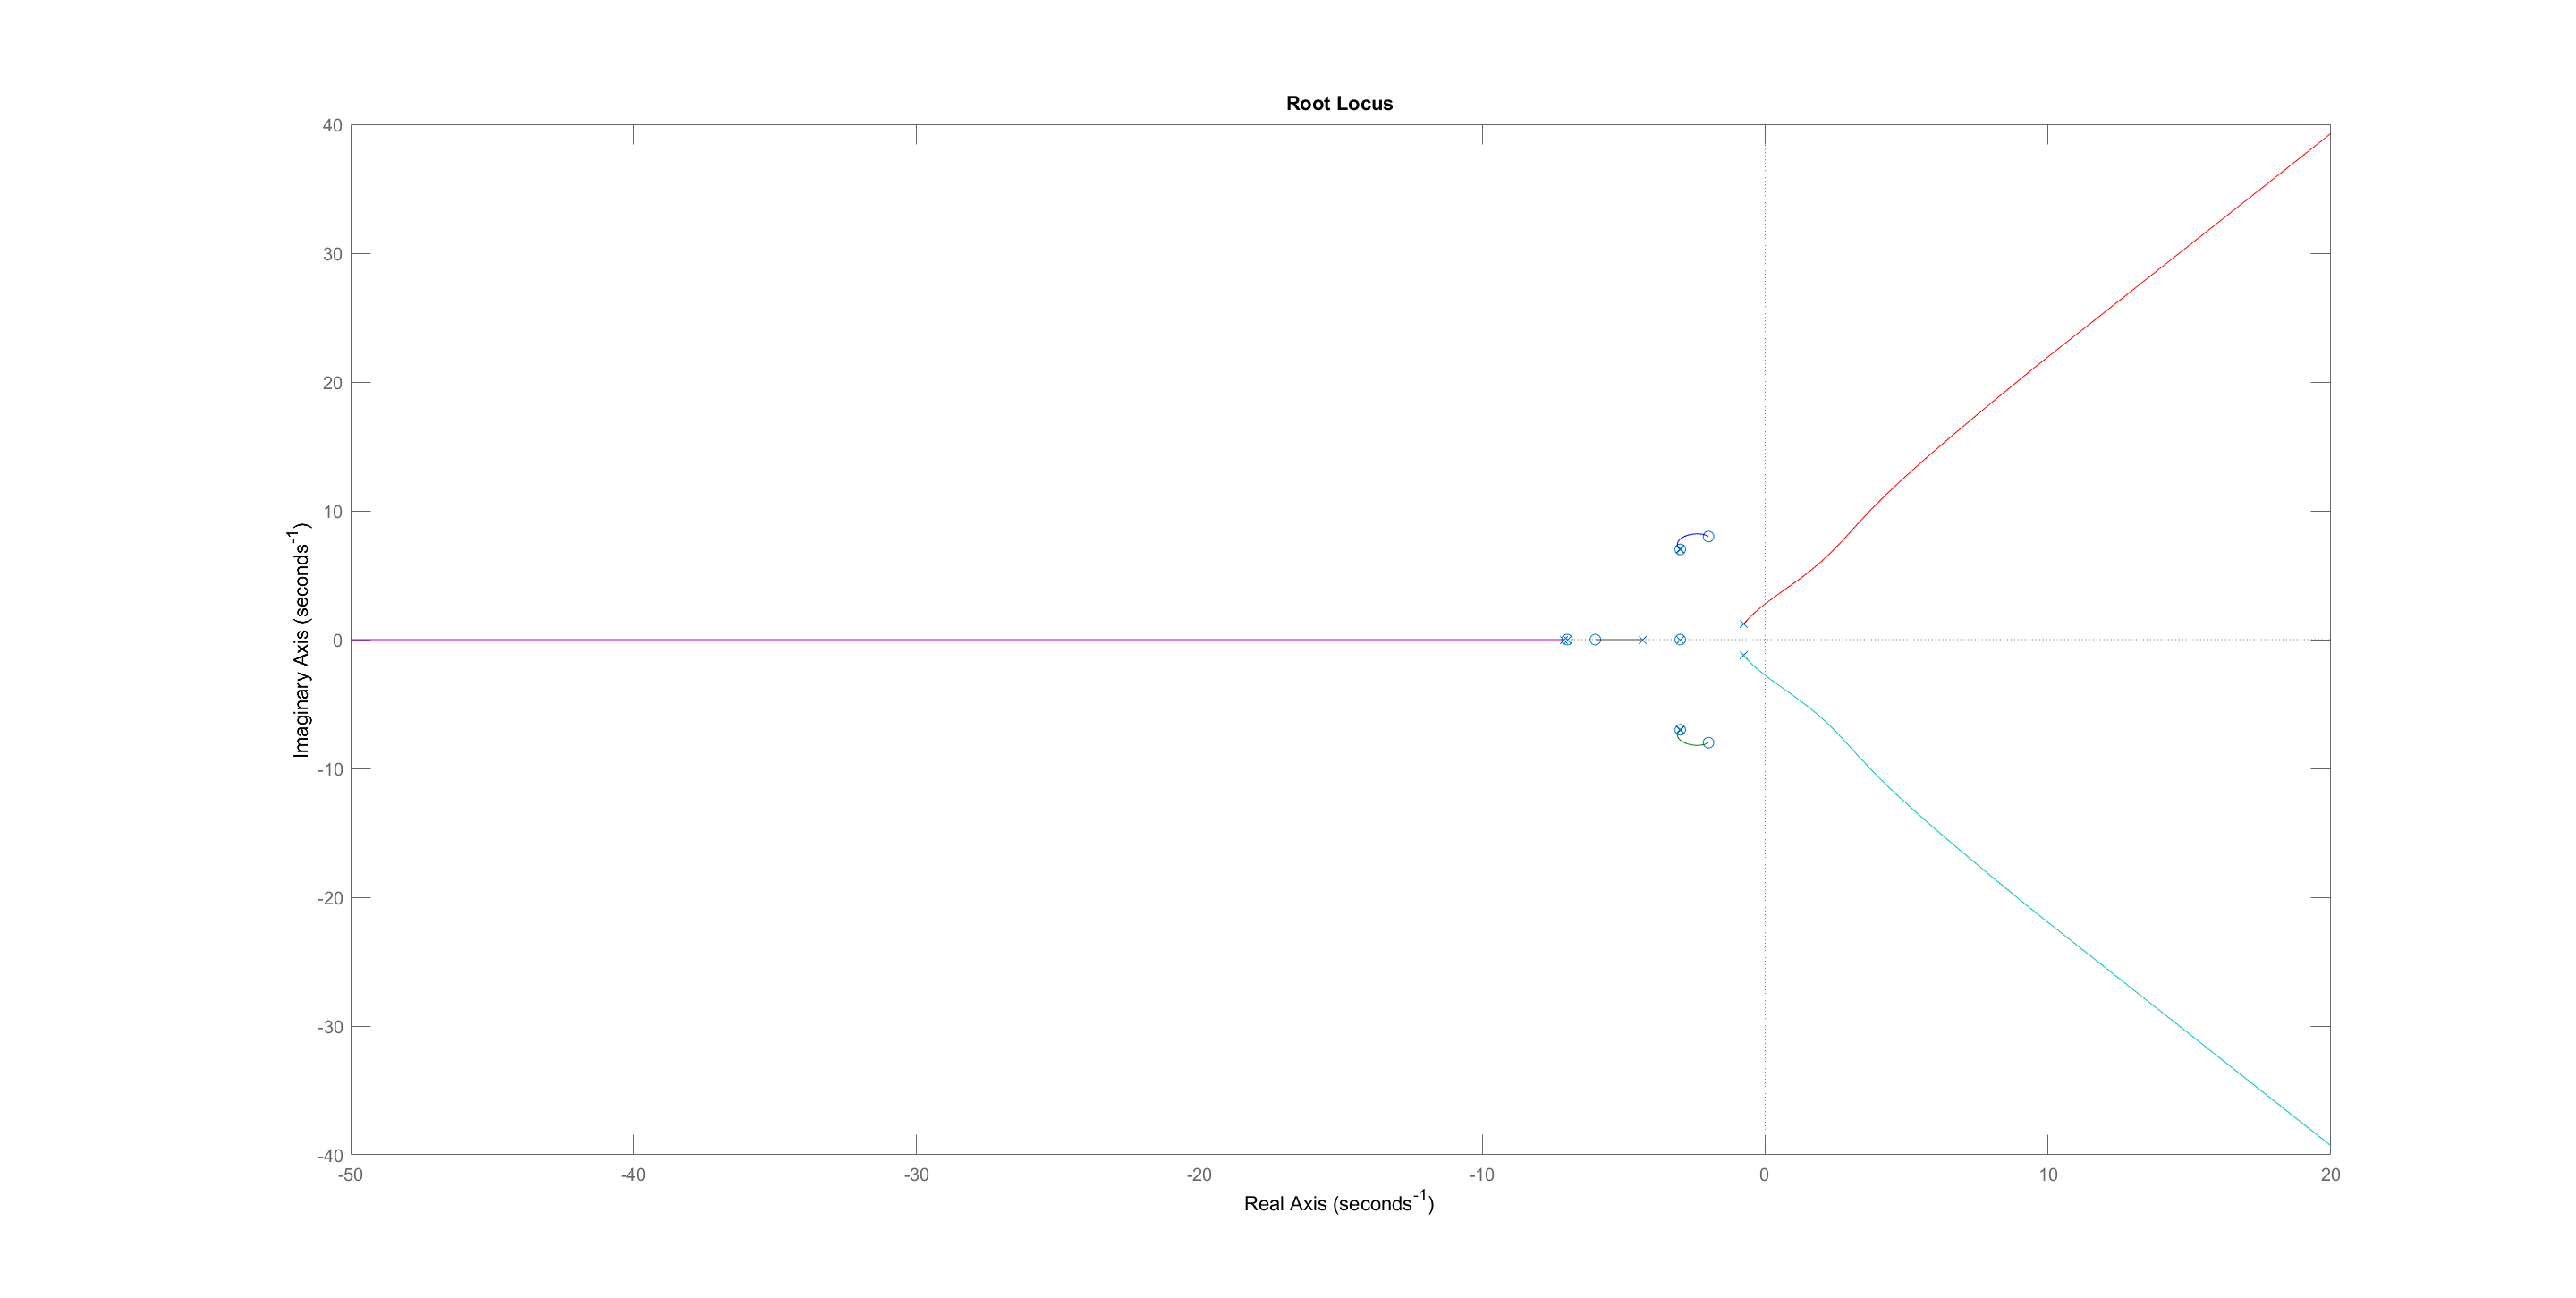 Root Locus
40
30
20
10
0
-10
-20
-30
-40
Imaginary Axis (seconds⁻¹)
-50 -40 -30 -20 -10 0 10 20
Real Axis (seconds⁻¹)